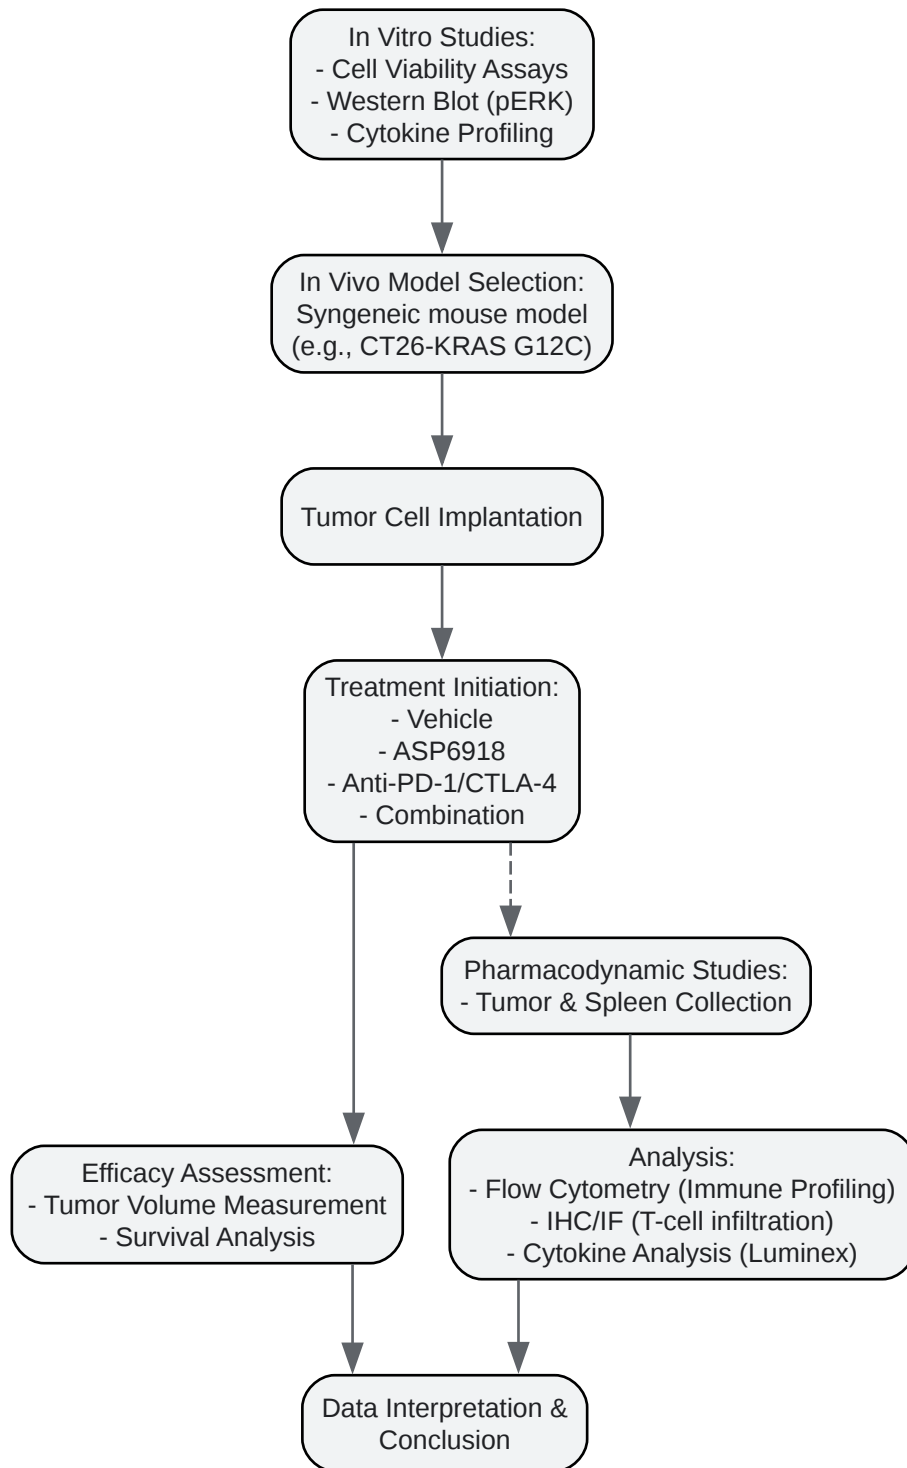 In Vitro Studies:
- Cell Viability Assays
- Western Blot (pERK)
- Cytokine Profiling
In Vivo Model Selection:
Syngeneic mouse model
(e.g., CT26-KRAS G12C)
Tumor Cell Implantation
Treatment Initiation:
- Vehicle
- ASP6918
- Anti-PD-1/CTLA-4
- Combination
Pharmacodynamic Studies:
- Tumor & Spleen Collection
Efficacy Assessment:
- Tumor Volume Measurement
- Survival Analysis
Analysis:
- Flow Cytometry (Immune Profiling)
- IHC/IF (T-cell infiltration)
- Cytokine Analysis (Luminex)
Data Interpretation &
Conclusion